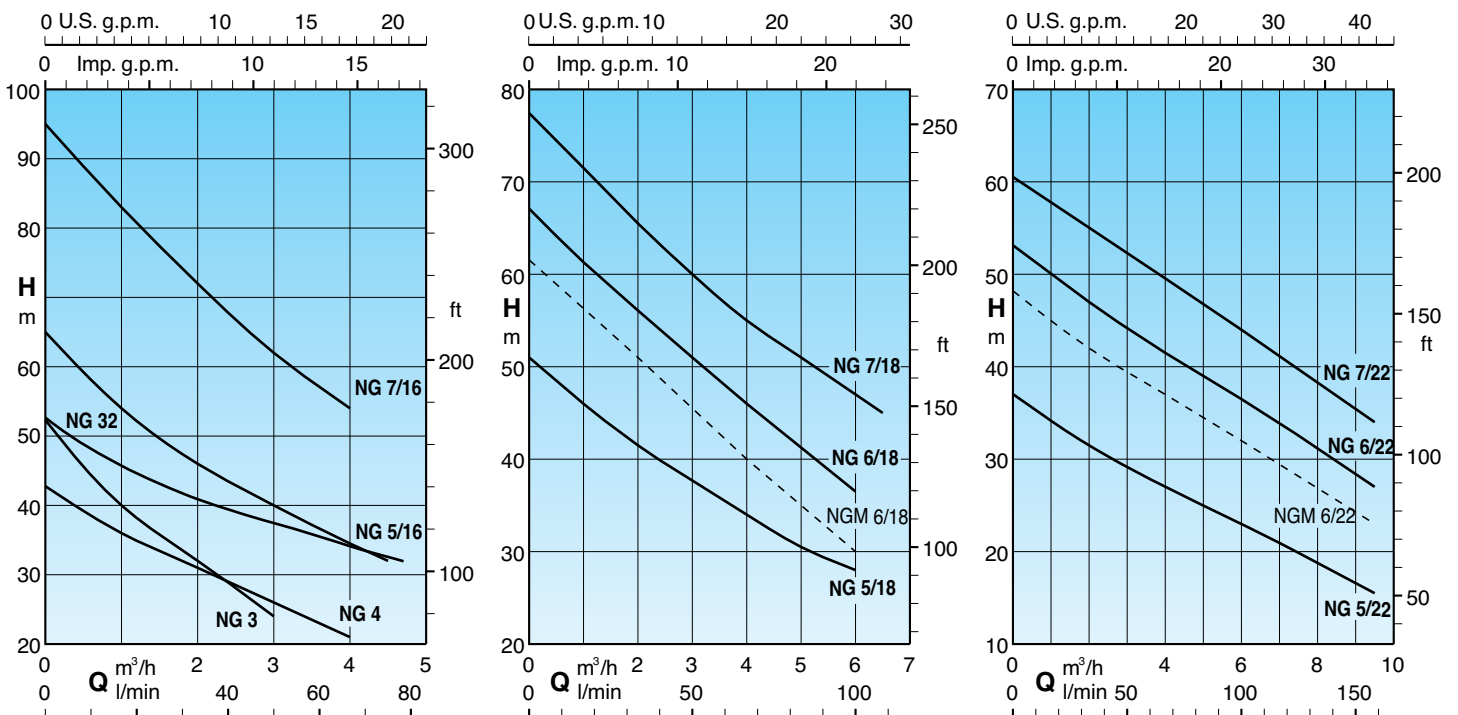 0 U.S. g.p.m. 10 15 20
0 Imp. g.p.m. 10 15
100
90
80
H
m
60
50
40
30
20
300
ft
200
100
NG 7/16
NG 32
NG 5/16
NG 3
NG 4
0 m³/h 2 3 4 5
Q
0 l/min 40 60 80
0 U.S. g.p.m. 10 20 30
0 Imp. g.p.m. 10 20
80
70
60
H
m
50
40
30
20
250
200
ft
150
100
NG 7/18
NG 6/18
NGM 6/18
NG 5/18
0 m³/h 2 3 4 5 6 7
Q
0 l/min 50 100
0 U.S. g.p.m. 20 30 40
0 Imp. g.p.m. 20 30
70
60
50
H
m
40
30
20
10
200
150
ft
100
50
NG 7/22
NG 6/22
NGM 6/22
NG 5/22
0 m³/h 4 6 8 10
Q
0 l/min 50 100 150